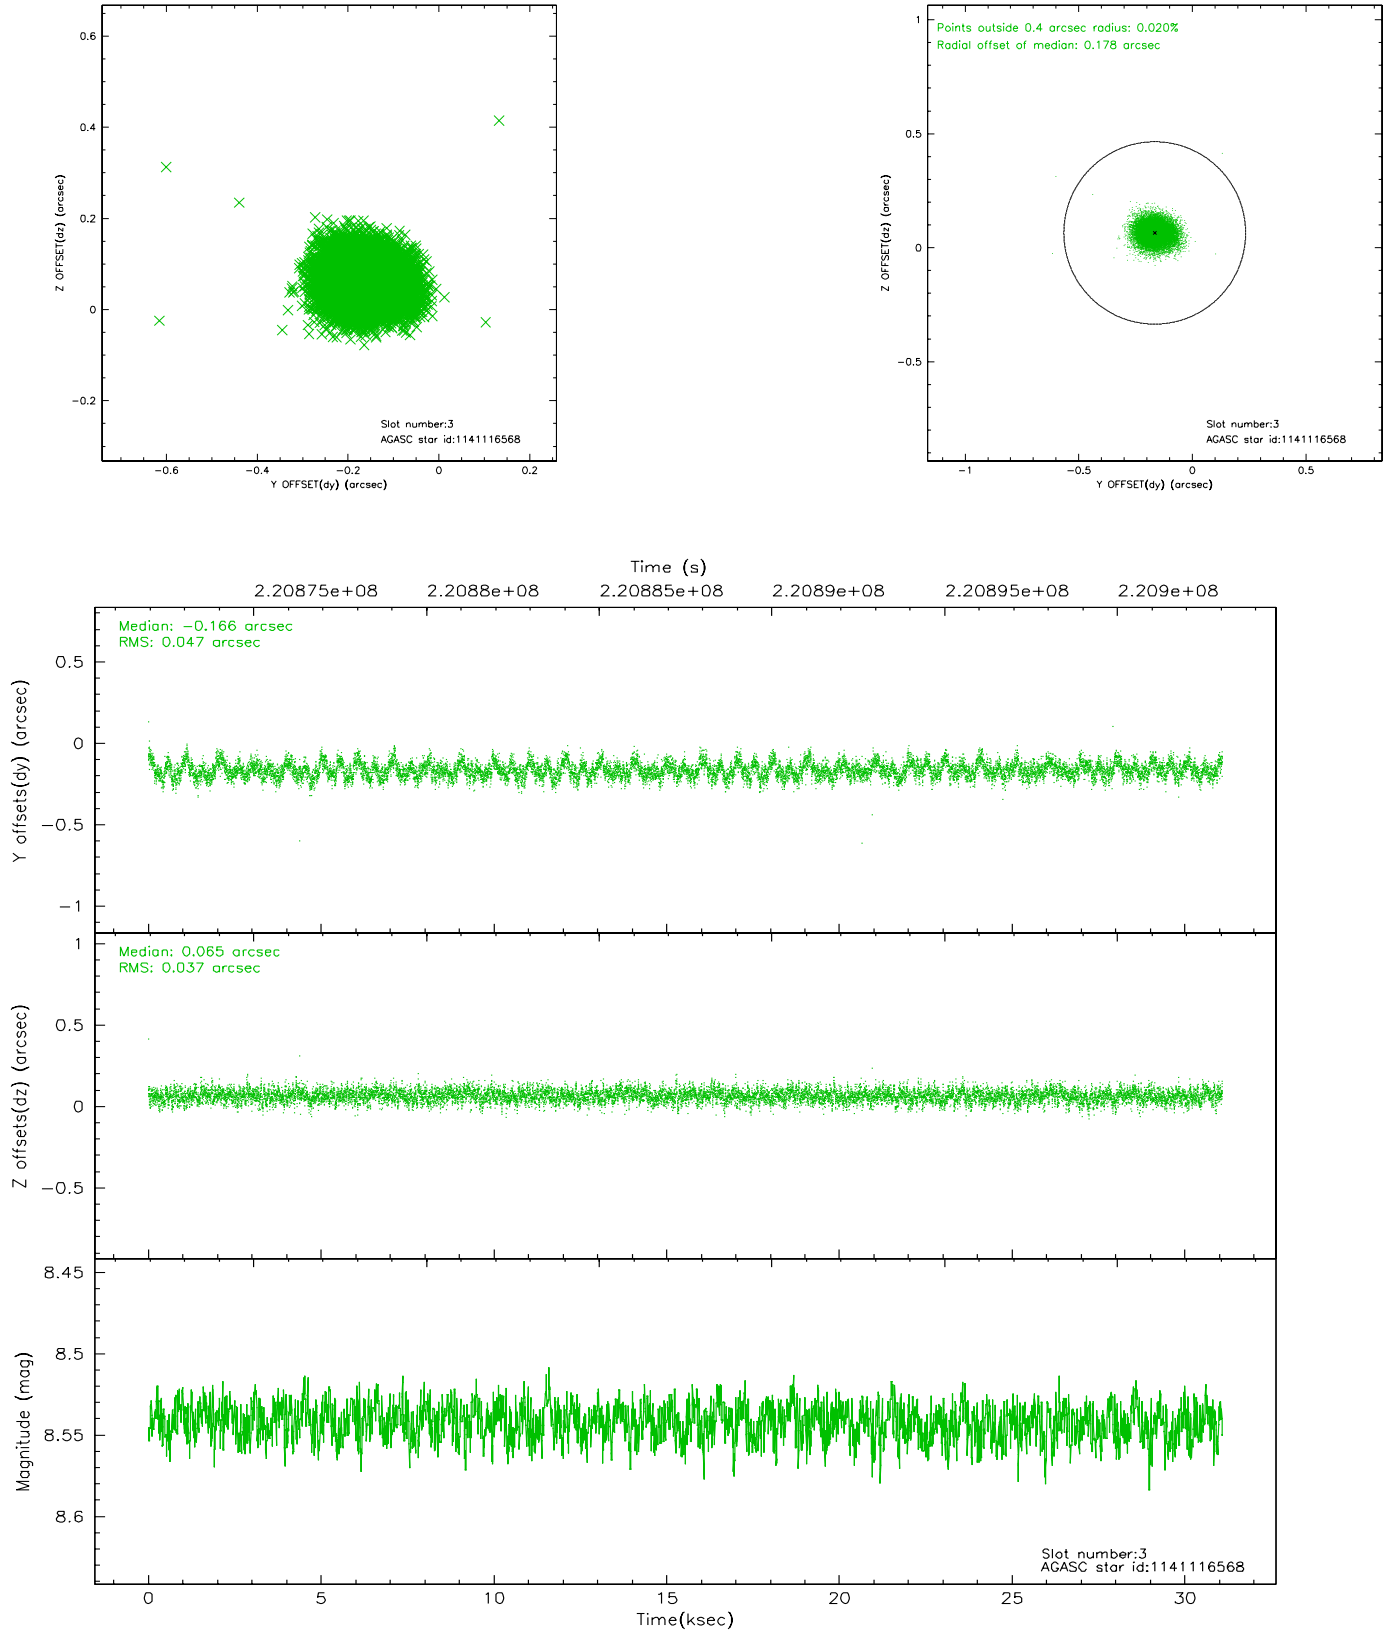 0.6
0.4
0.2
0
-0.2
Z OFFSET(dz) (arcsec)
Slot number:3
AGASC star id:1141116568
-0.6 -0.4 -0.2 0 0.2
Y OFFSET(dy) (arcsec)
Points outside 0.4 arcsec radius: 0.020%
Radial offset of median: 0.178 arcsec
1
0.5
0
-0.5
Z OFFSET(dz) (arcsec)
Slot number:3
AGASC star id:1141116568
-1 -0.5 0 0.5
Y OFFSET(dy) (arcsec)
Time (s)
2.20875e+08 2.2088e+08 2.20885e+08 2.2089e+08 2.20895e+08 2.209e+08
Median: -0.166 arcsec
RMS: 0.047 arcsec
0.5
0
-0.5
-1
Y offsets(dy) (arcsec)
Median: 0.065 arcsec
RMS: 0.037 arcsec
1
0.5
0
-0.5
Z offsets(dz) (arcsec)
8.45
8.5
8.55
8.6
Magnitude (mag)
Slot number:3
AGASC star id:1141116568
0 5 10 15 20 25 30
Time(ksec)